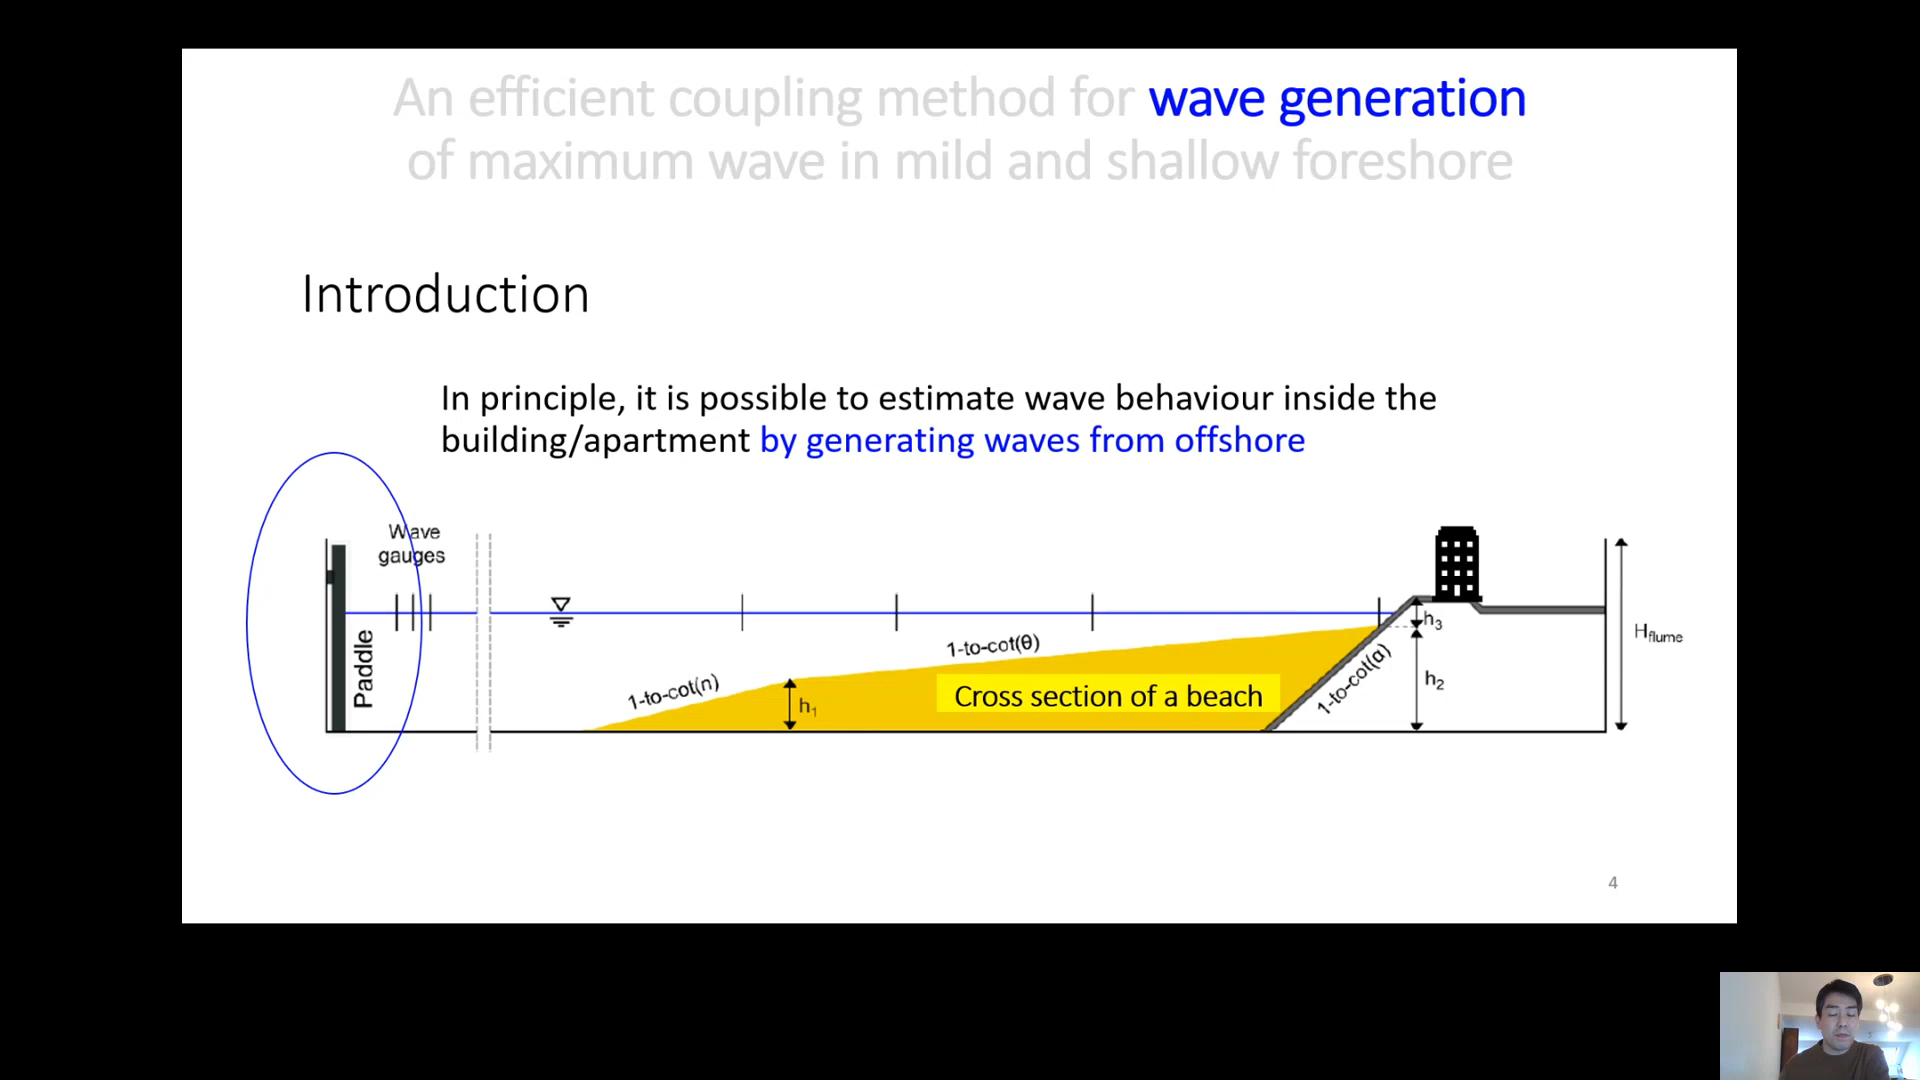 An efficient coupling method for wave generation
of maximum wave in mild and shallow foreshore
Introduction
In principle, it is possible to estimate wave behaviour inside the
building/apartment by generating waves from offshore
Wave
gauges
Paddle
1-to-cot(n)
h₁
1-to-cot(θ)
Cross section of a beach
1-to-cot(α)
h₃
h₂
Hflume
4